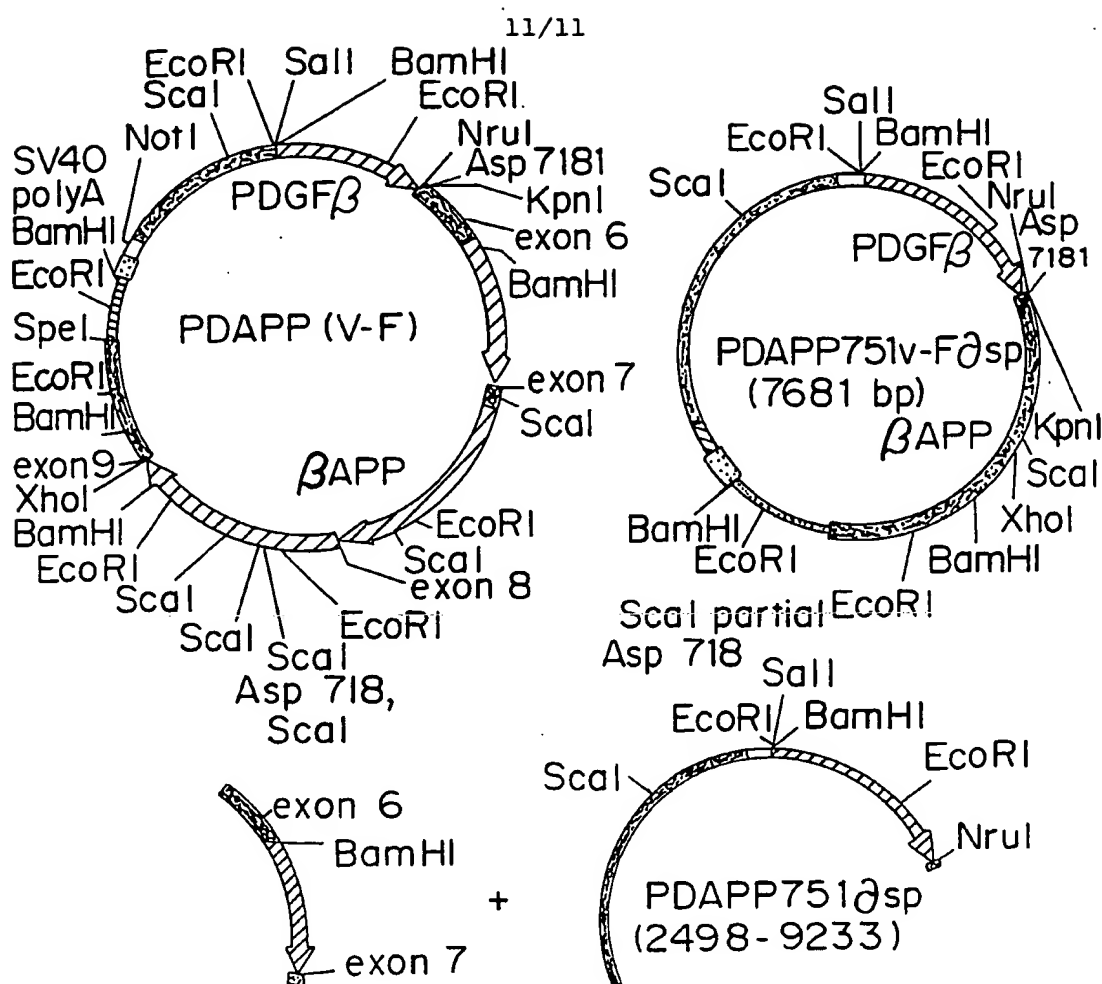 11/11
EcoRI
SalI
BamHI
ScaI
EcoRI.
NotI
NruI
SV40
polyA
Asp 7181
KpnI
PDGFβ
exon 6
BamHI
BamHI
EcoRI
PDAPP (V-F)
SpeI
EcoRI
exon 7
BamHI
ScaI
exon 9
βAPP
XhoI
BamHI
EcoRI
EcoRI
ScaI
ScaI
exon 8
ScaI
EcoRI
ScaI
Asp 718,
ScaI
SalI
EcoRI
BamHI
EcoRI
ScaI
NruI
Asp
7181
PDGFβ
PDAPP751v-F∂sp
(7681 bp)
βAPP
KpnI
ScaI
XhoI
BamHI
BamHI
EcoRI
EcoRI
ScaI partial
Asp 718
SalI
EcoRI
BamHI
EcoRI
ScaI
NruI
exon 6
BamHI
+
PDAPP751∂sp
(2498-9233)
exon 7